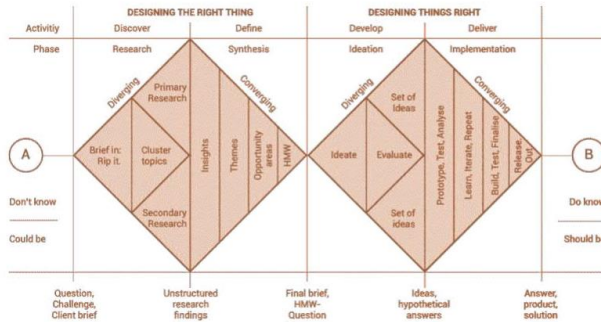 DESIGNING THE RIGHT THING
DESIGNING THINGS RIGHT
Activitiy
Discover
Define
Develop
Deliver
Phase
Research
Synthesis
Ideation
Implementation
Diverging
Converging
Diverging
Converging
A
Brief in:
Rip it.
Primary
Research
Cluster
topics
Secondary
Research
Insights
Themes
Opportunity
areas
HMW
Ideate
Set of
Ideas
Evaluate
Set of
ideas
Prototype, Test, Analyse
Learn, Iterate, Repeat
Build, Test, Finalise
Release,
Out
B
Don't know
Could be
Do know
Should be
Question,
Challenge,
Client brief
Unstructured
research
findings
Final brief,
HMW-
Question
Ideas,
hypothetical
answers
Answer,
product,
solution